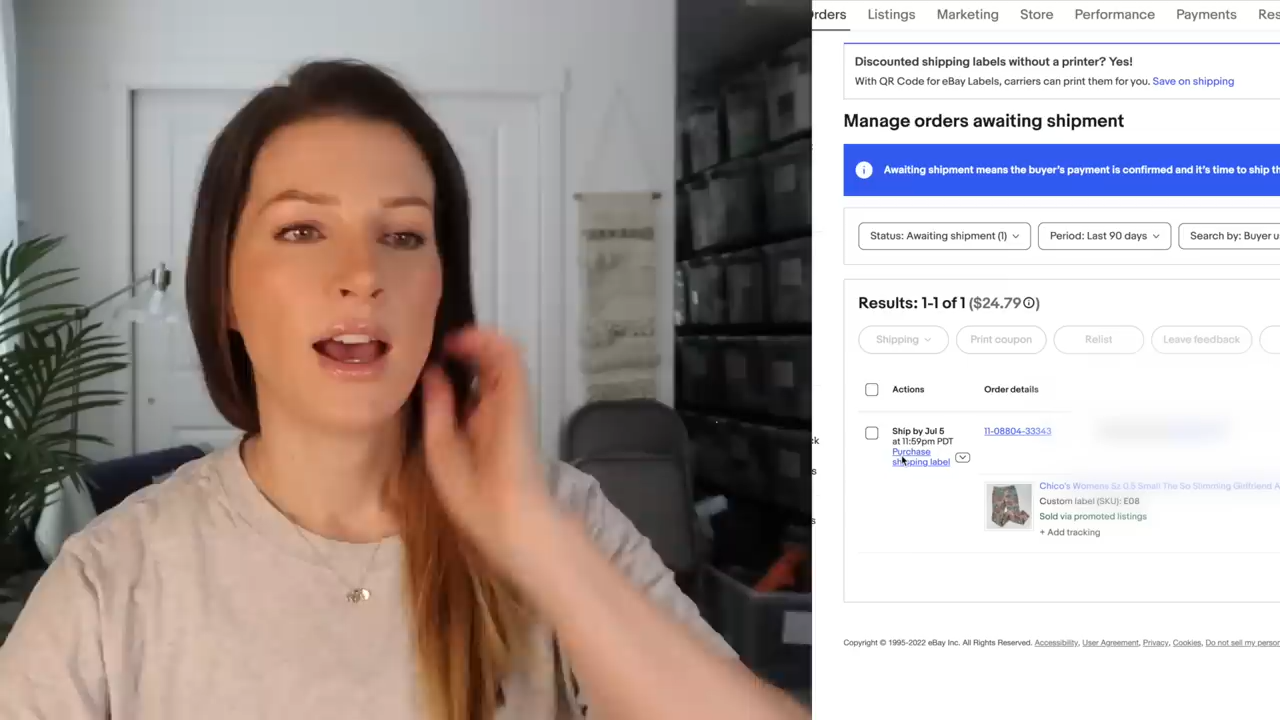 Orders Listings Marketing Store Performance Payments
Discounted shipping labels without a printer? Yes!
With QR Code for eBay Labels, carriers can print them for you. Save on shipping
Manage orders awaiting shipment
Awaiting shipment means the buyer's payment is confirmed and it's time to ship
Status: Awaiting shipment (1) Period: Last 90 days Search by: Buyer u
Results: 1-1 of 1 ($24.79)
Shipping Print coupon Relist Leave feedback
Actions Order details
Ship by Jul 5
at 11:59pm PDT
Purchase
shipping label
11-08804-33343
Chico's Womens Sz 0.5 Small The So Slimming Girlfriend A
Custom label (SKU): E08
Sold via promoted listings
+ Add tracking
Copyright © 1995-2022 eBay Inc. All Rights Reserved. Accessibility, User Agreement, Privacy, Cookies, Do not sell my person